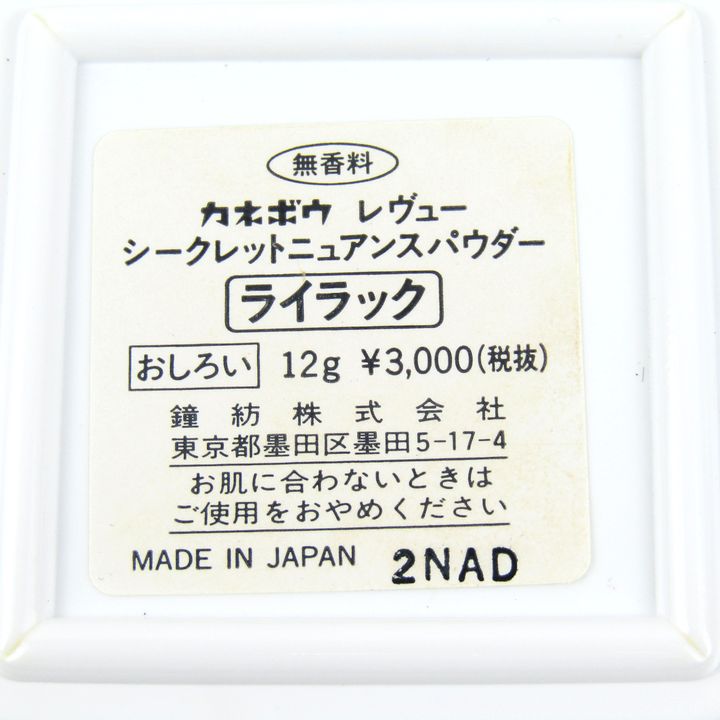 無香料
カネボウ レヴュー
シークレットニュアンスパウダー
ライラック
おしろい 12g ¥3,000(税抜)
鐘紡株式会社
東京都墨田区墨田5-17-4
お肌に合わないときは
ご使用をおやめください
MADE IN JAPAN 2NAD